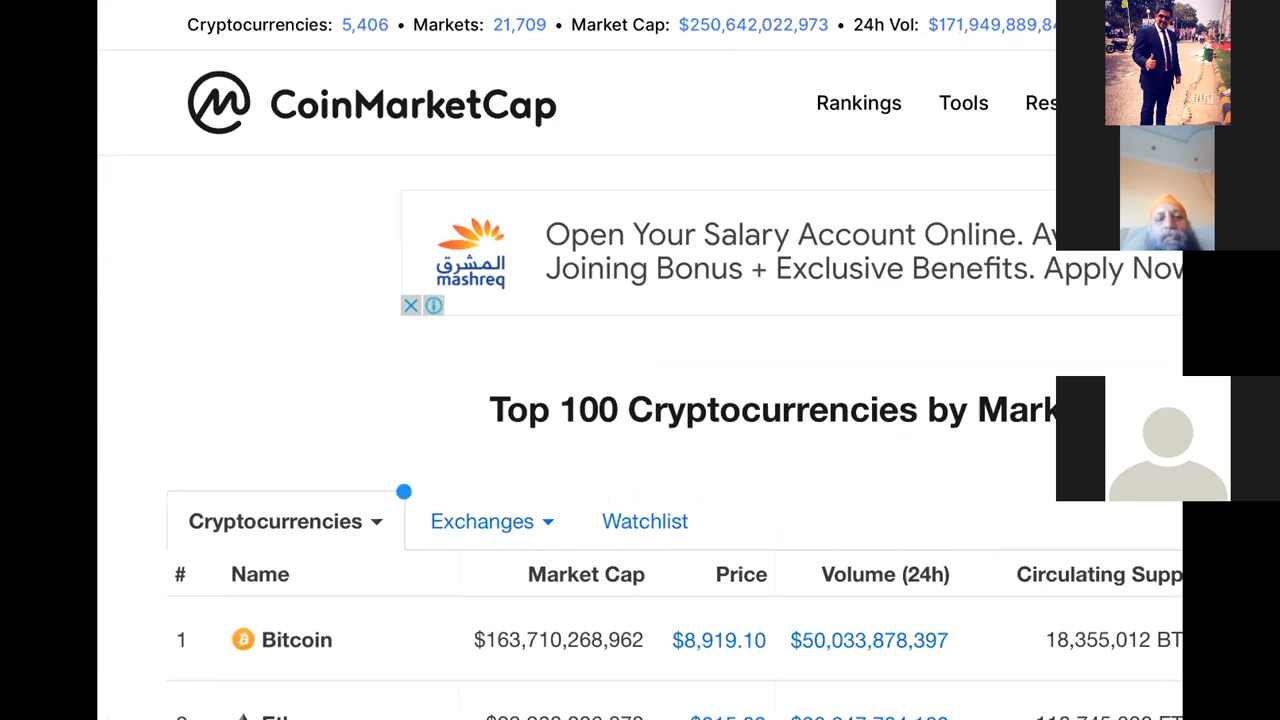 Cryptocurrencies: 5,406 • Markets: 21,709 • Market Cap: $250,642,022,973 • 24h Vol: $171,949,889,84
CoinMarketCap
Rankings Tools Res
المشرق
mashreq
Open Your Salary Account Online. Av
Joining Bonus + Exclusive Benefits. Apply Now
Top 100 Cryptocurrencies by Mark
Cryptocurrencies Exchanges Watchlist
# Name Market Cap Price Volume (24h) Circulating Supp
1 Bitcoin $163,710,268,962 $8,919.10 $50,033,878,397 18,355,012 BT